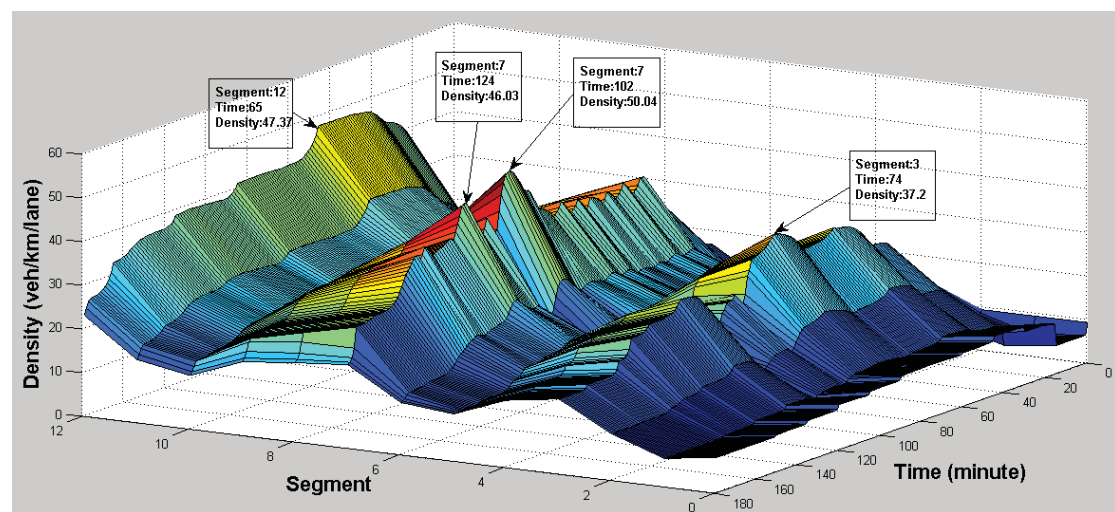 Segment:7
Time:124
Density:46.03
Segment:7
Time:102
Density:50.04
Segment:12
Time:65
Density:47.37
Segment:3
Time:74
Density:37.2
60
50
40
30
20
10
0
Density (veh/km/lane)
12
10
8
6
4
2
0
Segment
180
160
140
120
100
80
60
40
20
0
Time (minute)